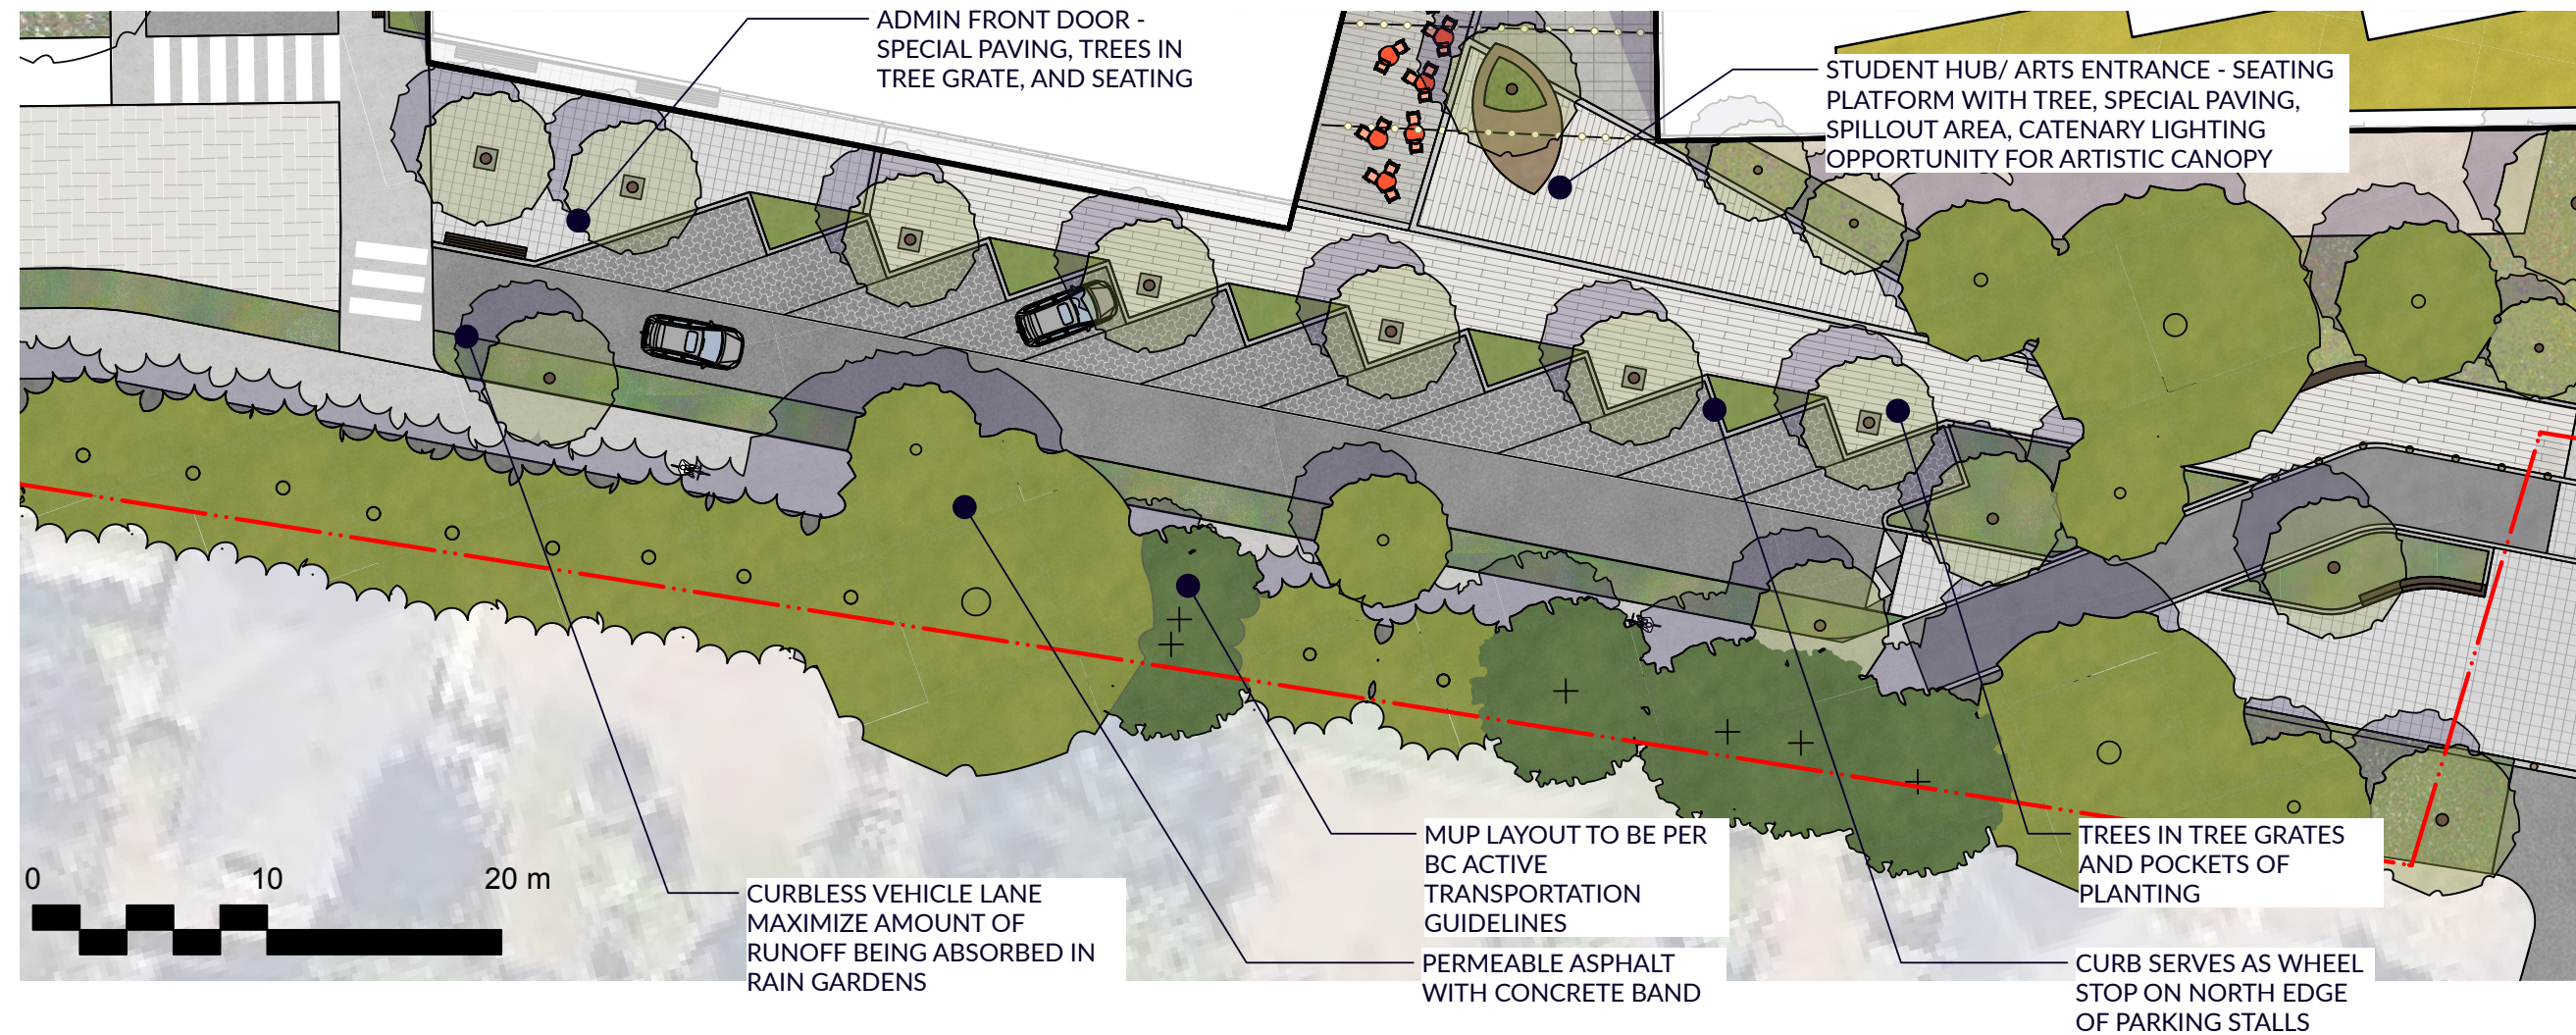 ADMIN FRONT DOOR -
SPECIAL PAVING, TREES IN
TREE GRATE, AND SEATING
STUDENT HUB/ ARTS ENTRANCE - SEATING
PLATFORM WITH TREE, SPECIAL PAVING,
SPILLOUT AREA, CATENARY LIGHTING
OPPORTUNITY FOR ARTISTIC CANOPY
0 10 20 m
CURBLESS VEHICLE LANE
MAXIMIZE AMOUNT OF
RUNOFF BEING ABSORBED IN
RAIN GARDENS
MUP LAYOUT TO BE PER
BC ACTIVE
TRANSPORTATION
GUIDELINES
PERMEABLE ASPHALT
WITH CONCRETE BAND
TREES IN TREE GRATES
AND POCKETS OF
PLANTING
CURB SERVES AS WHEEL
STOP ON NORTH EDGE
OF PARKING STALLS